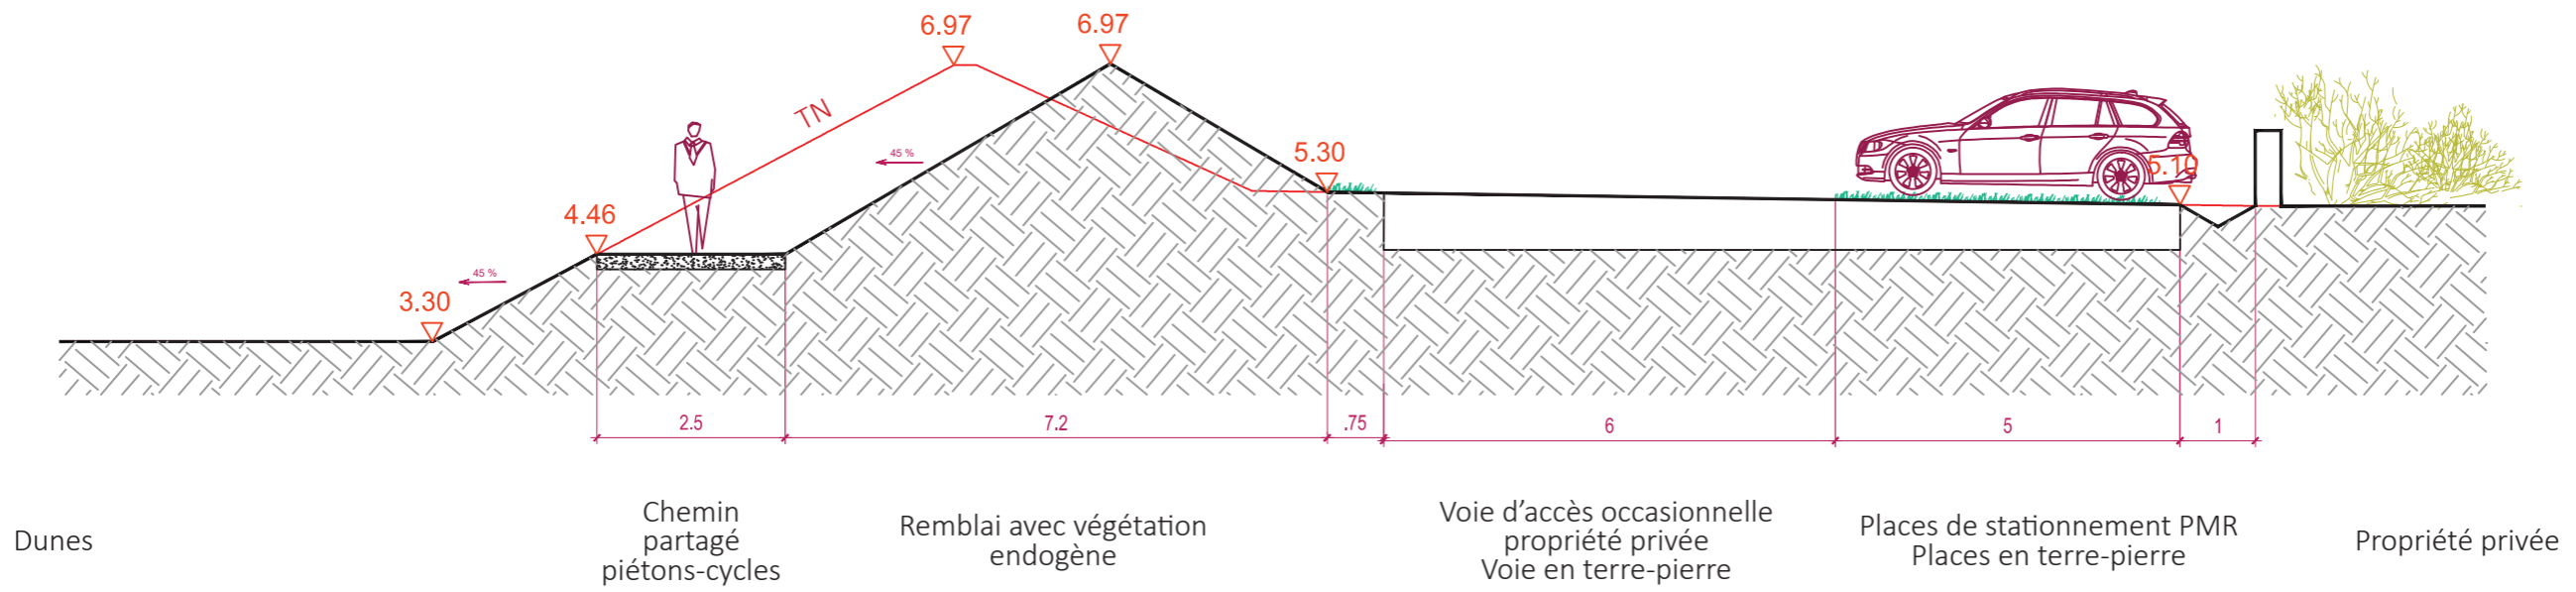 6.97
6.97
TN
45 %
5.30
5.10
4.46
45 %
3.30
2.5
7.2
.75
6
5
1
Dunes
Chemin
partagé
piétons-cycles
Remblai avec végétation
endogène
Voie d’accès occasionnelle
propriété privée
Voie en terre-pierre
Places de stationnement PMR
Places en terre-pierre
Propriété privée